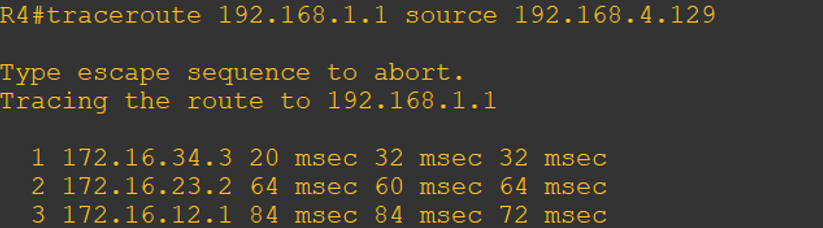 R4#traceroute 192.168.1.1 source 192.168.4.129
Type escape sequence to abort.
Tracing the route to 192.168.1.1
1 172.16.34.3 20 msec 32 msec 32 msec
2 172.16.23.2 64 msec 60 msec 64 msec
3 172.16.12.1 84 msec 84 msec 72 msec